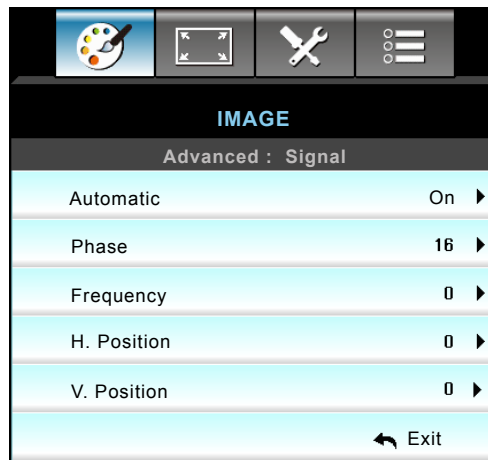 IMAGE
Advanced : Signal
Automatic On
Phase 16
Frequency 0
H. Position 0
V. Position 0
Exit